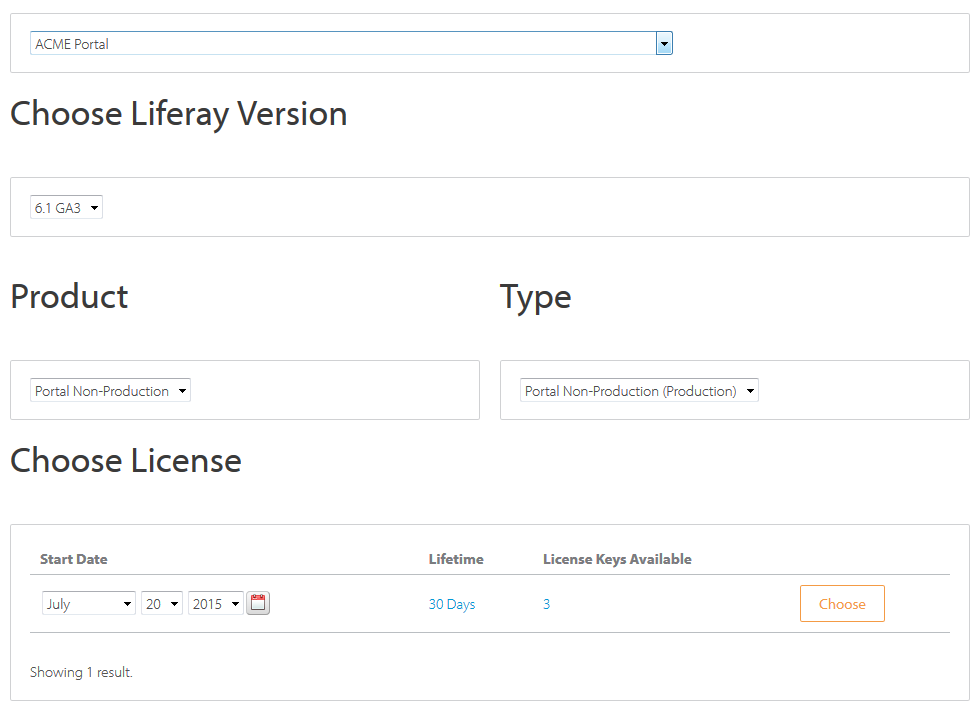 ACME Portal
Choose Liferay Version
6.1 GA3
Product Type
Portal Non-Production Portal Non-Production (Production)
Choose License
Start Date Lifetime License Keys Available
July 20 2015 30 Days 3 Choose
Showing 1 result.